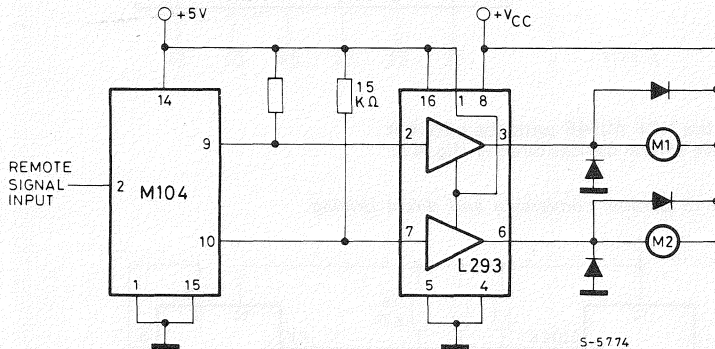 +5V
+VCC
14
15
KΩ
16 1 8
9
2
3
M1
REMOTE
SIGNAL
INPUT
2
M104
10
7
6
M2
L293
1 15
5 4
S-5774